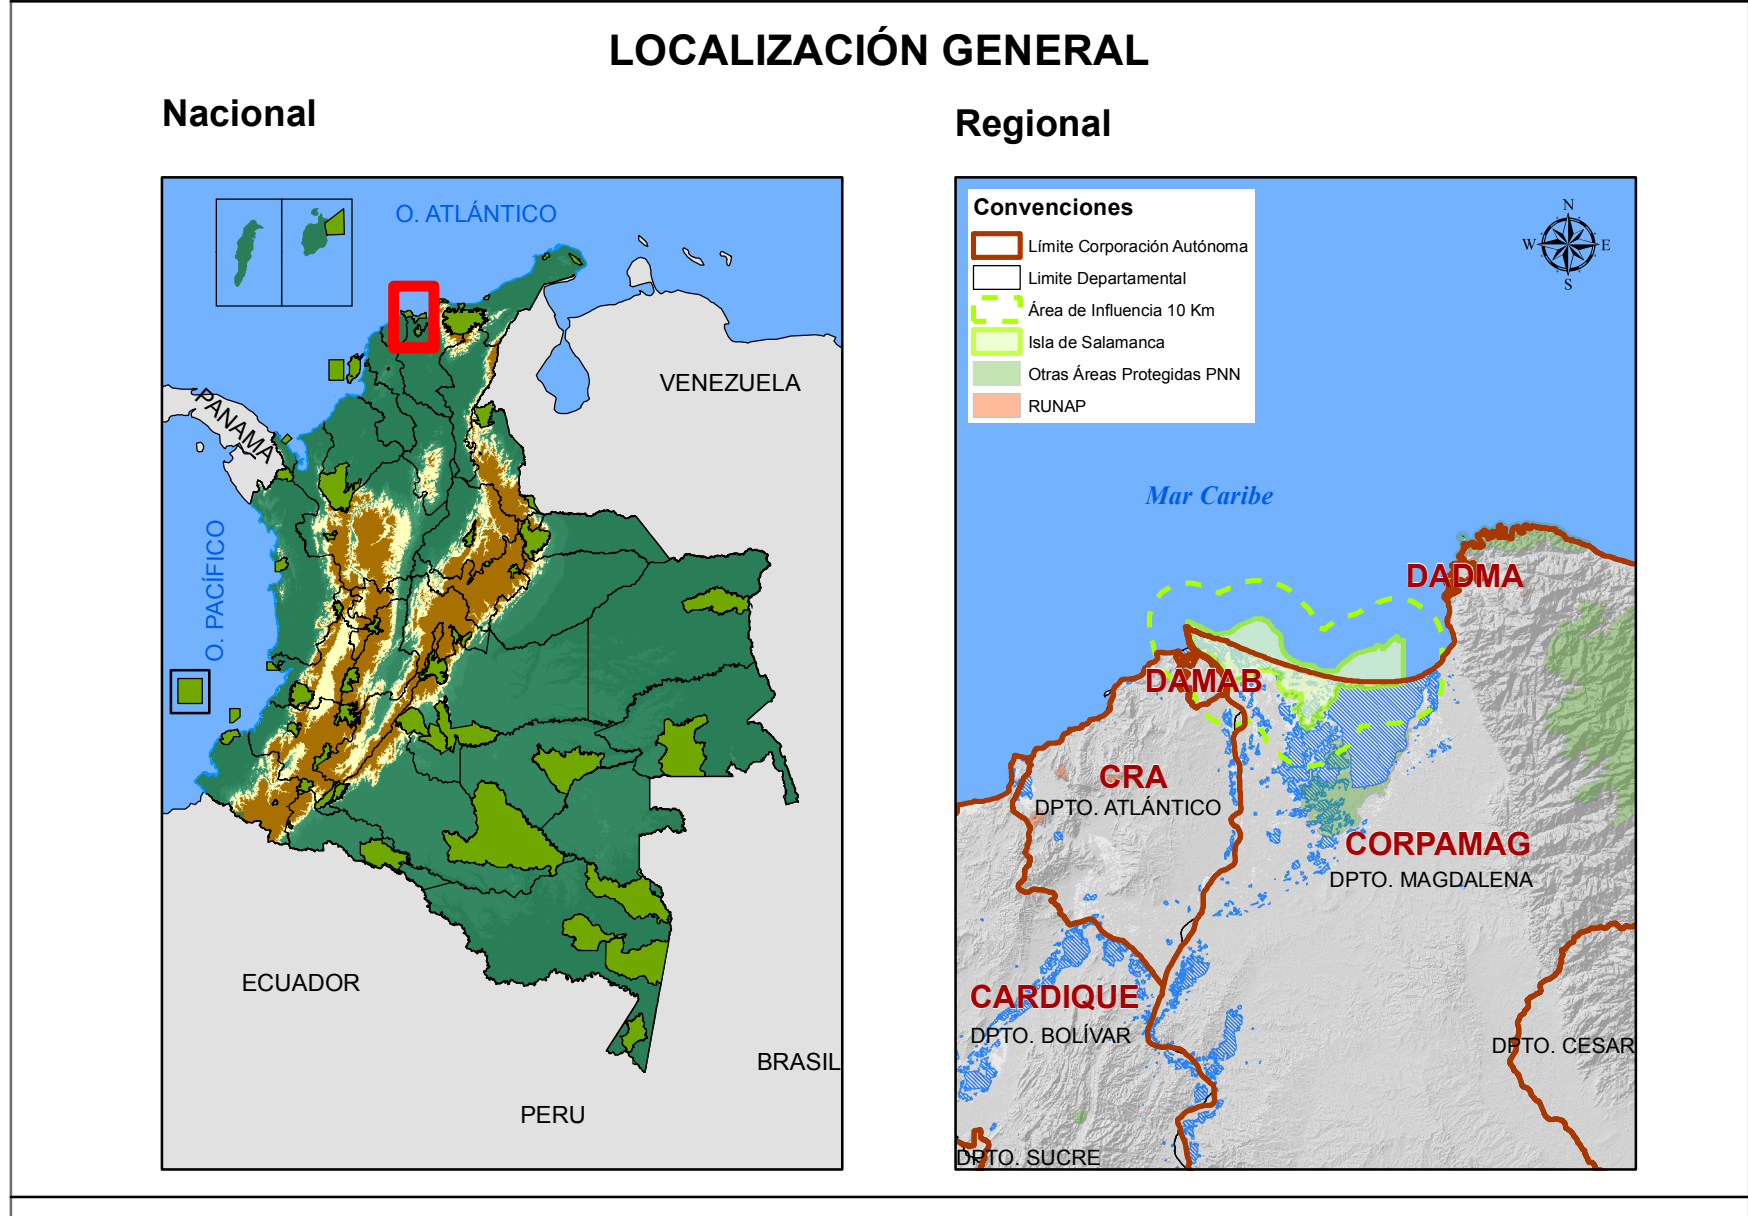 LOCALIZACIÓN GENERAL
Nacional
O. ATLÁNTICO
VENEZUELA
PANAMA
O. PACÍFICO
ECUADOR
BRASIL
PERU
Regional
Convenciones
Límite Corporación Autónoma
Limite Departamental
Área de Influencia 10 Km
Isla de Salamanca
Otras Áreas Protegidas PNN
RUNAP
N
W
E
S
Mar Caribe
DADMA
DAMAB
CRA
DPTO. ATLÁNTICO
CORPAMAG
DPTO. MAGDALENA
CARDIQUE
DPTO. BOLÍVAR
DPTO. CESAR
DPTO. SUCRE